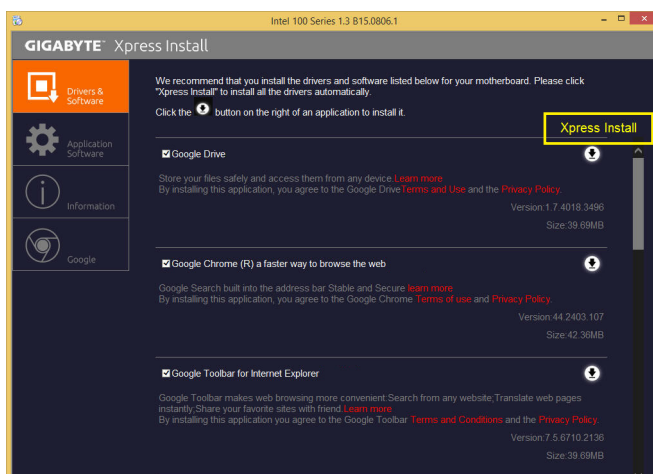 Intel 100 Series 1.3 B15.0806.1
GIGABYTE™ Xpress Install
Drivers &
Software
Application
Software
Information
Google
We recommend that you install the drivers and software listed below for your motherboard. Please click
"Xpress Install" to install all the drivers automatically.
Click the button on the right of an application to install it.
Xpress Install
Google Drive
Store your files safely and access them from any device.Learn more
By installing this application, you agree to the Google DriveTerms and Use and the Privacy Policy.
Version:1.7.4018.3496
Size:39.69MB
Google Chrome (R) a faster way to browse the web
Google Search built into the address bar Stable and Secure learn more
By installing this application, you agree to the Google Chrome Terms of use and Privacy Policy.
Version:44.2403.107
Size:42.36MB
Google Toolbar for Internet Explorer
Google Toolbar makes web browsing more convenient:Search from any website,Translate web pages
instantly;Share your favorite sites with friend.Learn more
By installing this application you agree to the Google Toolbar Terms and Conditions and the Privacy Policy.
Version:7.5.6710.2136
Size:39.69MB